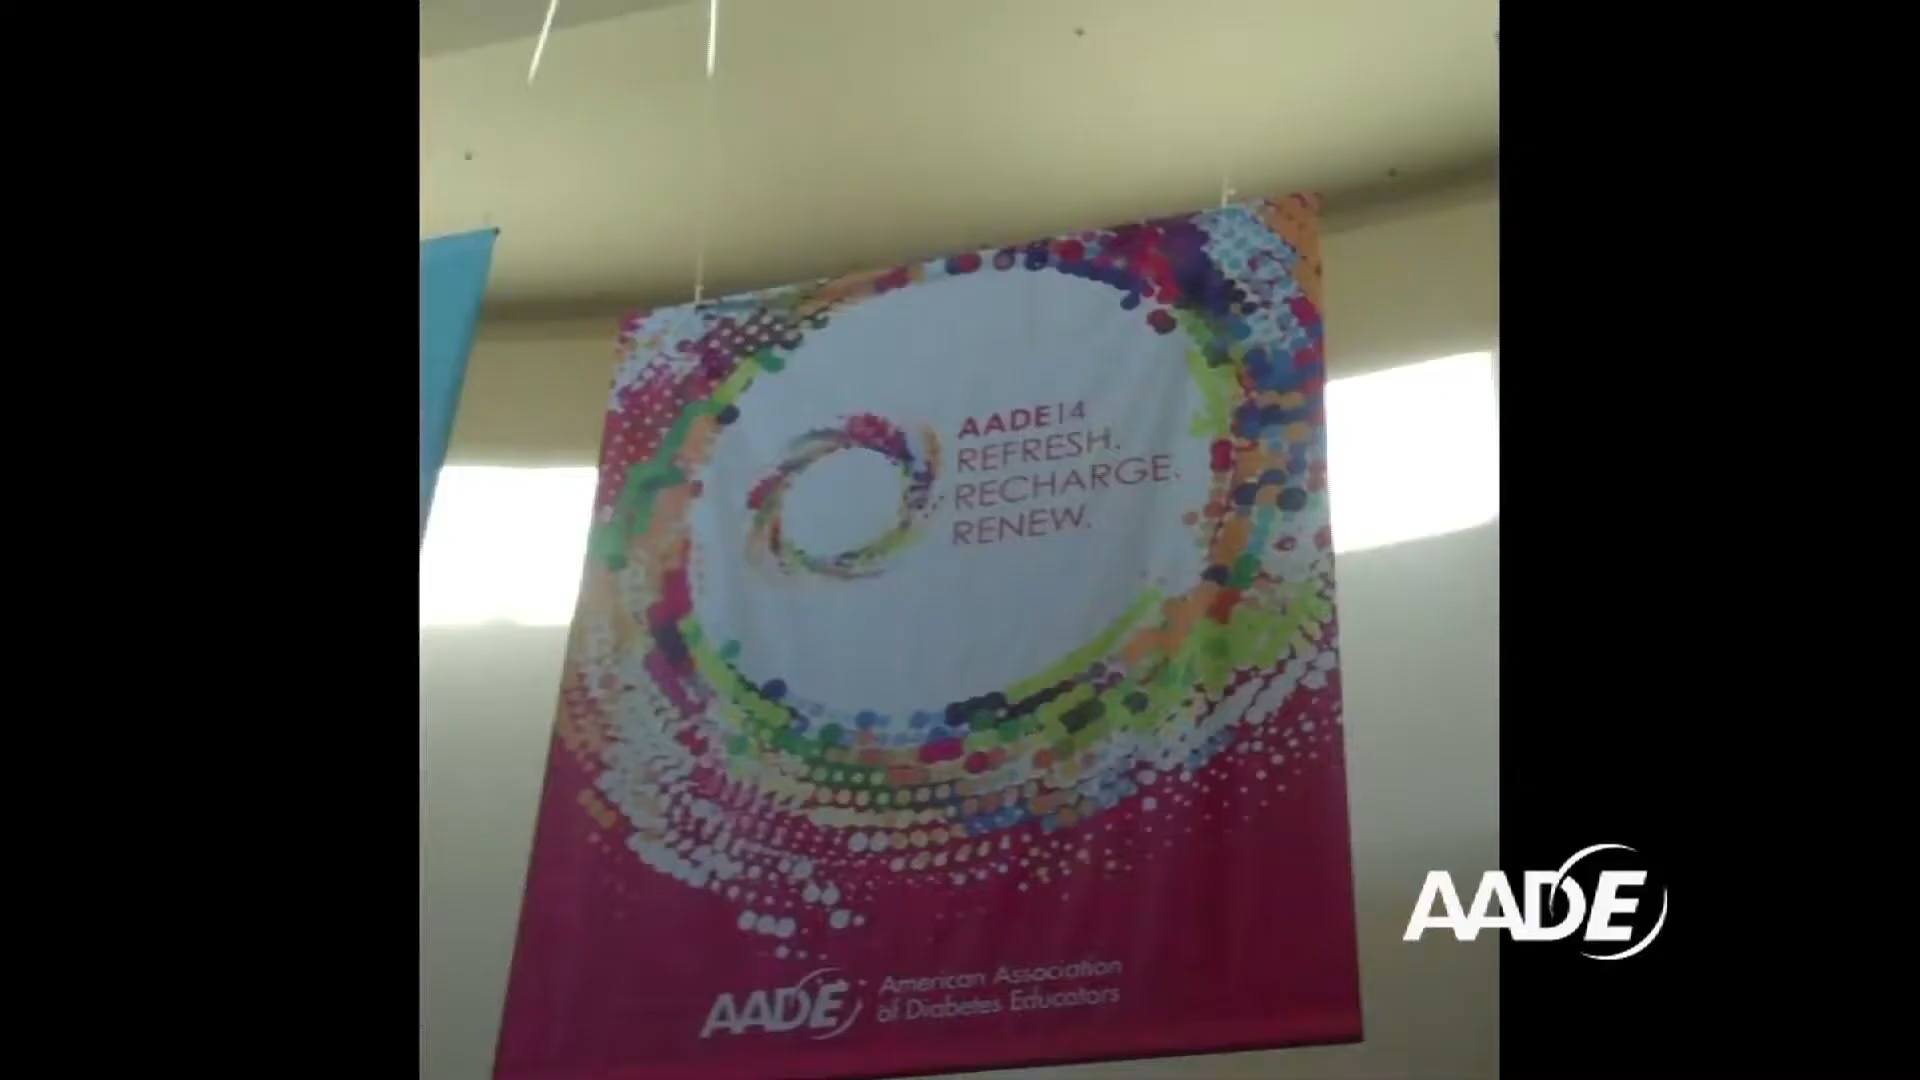 AADE14
REFRESH.
RECHARGE.
RENEW.
AADE
American Association
of Diabetes Educators
AADE